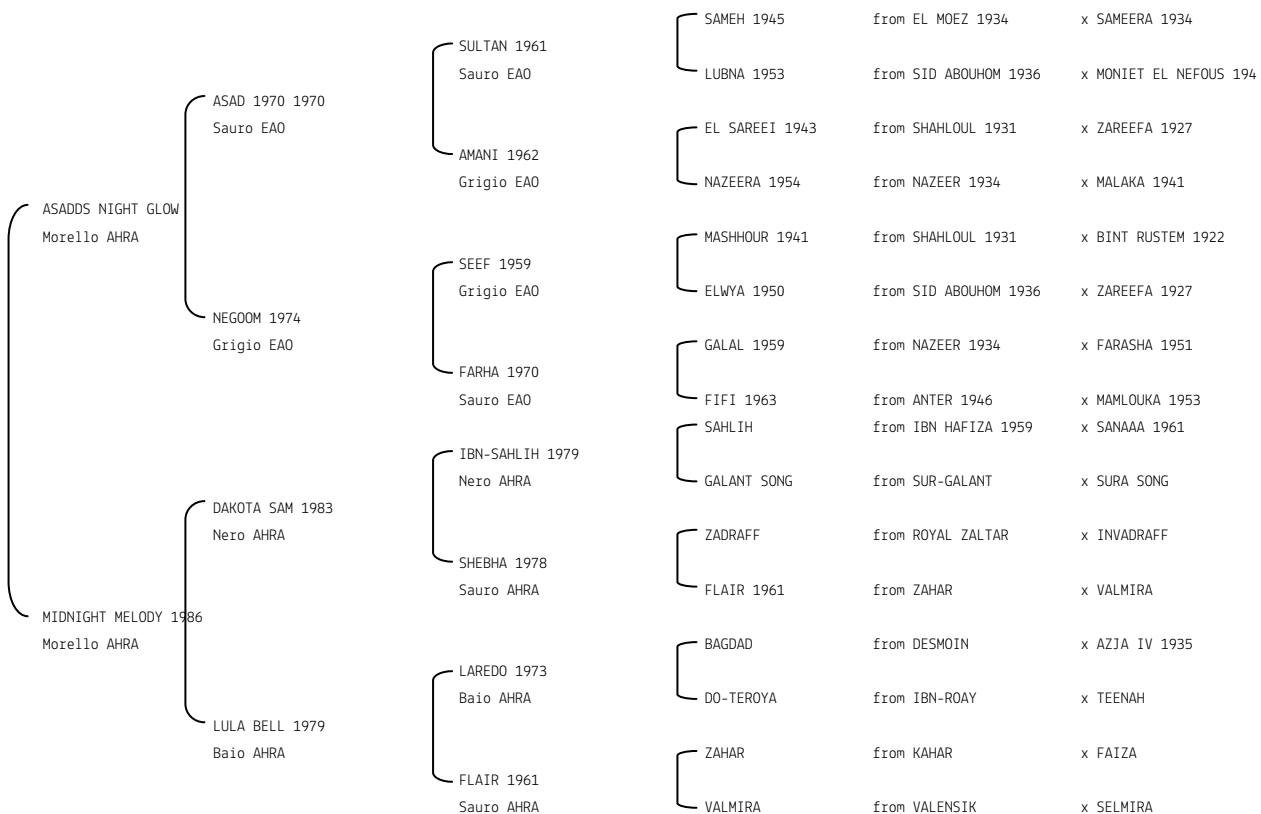 SAMEH 1945 from EL MOEZ 1934 x SAMEERA 1934
SULTAN 1961
Sauro EAO
LUBNA 1953 from SID ABOUHOM 1936 x MONIET EL NEFOUS 194
ASAD 1970 1970
Sauro EAO
EL SAREEI 1943 from SHAHLOUL 1931 x ZAREEFA 1927
AMANI 1962
Grigio EAO
NAZEERA 1954 from NAZEER 1934 x MALAKA 1941
ASADDS NIGHT GLOW
Morello AHRA
MASHHOUR 1941 from SHAHLOUL 1931 x BINT RUSTEM 1922
SEEF 1959
Grigio EAO
ELWYA 1950 from SID ABOUHOM 1936 x ZAREEFA 1927
NEGOOM 1974
Grigio EAO
GALAL 1959 from NAZEER 1934 x FARASHA 1951
FARHA 1970
Sauro EAO
FIFI 1963 from ANTER 1946 x MAMLOUKA 1953
SAHLIH from IBN HAFIZA 1959 x SANAAA 1961
IBN-SAHLIH 1979
Nero AHRA
GALANT SONG from SUR-GALANT x SURA SONG
DAKOTA SAM 1983
Nero AHRA
ZADRAFF from ROYAL ZALTAR x INVADRAFF
SHEBHA 1978
Sauro AHRA
FLAIR 1961 from ZAHAR x VALMIRA
MIDNIGHT MELODY 1986
Morello AHRA
BAGDAD from DESMOIN x AZJA IV 1935
LAREDO 1973
Baio AHRA
DO-TEROYA from IBN-ROAY x TEENAH
LULA BELL 1979
Baio AHRA
ZAHAR from KAHAR x FAIZA
FLAIR 1961
Sauro AHRA
VALMIRA from VALENSIK x SELMIRA